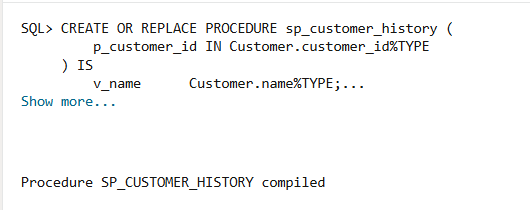 SQL> CREATE OR REPLACE PROCEDURE sp_customer_history (
         p_customer_id IN Customer.customer_id%TYPE
     ) IS
         v_name      Customer.name%TYPE;...
Show more...
Procedure SP_CUSTOMER_HISTORY compiled